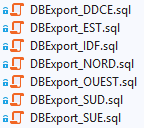 DBExport_DDCE.sql
DBExport_EST.sql
DBExport_IDF.sql
DBExport_NORD.sql
DBExport_OUEST.sql
DBExport_SUD.sql
DBExport_SUE.sql